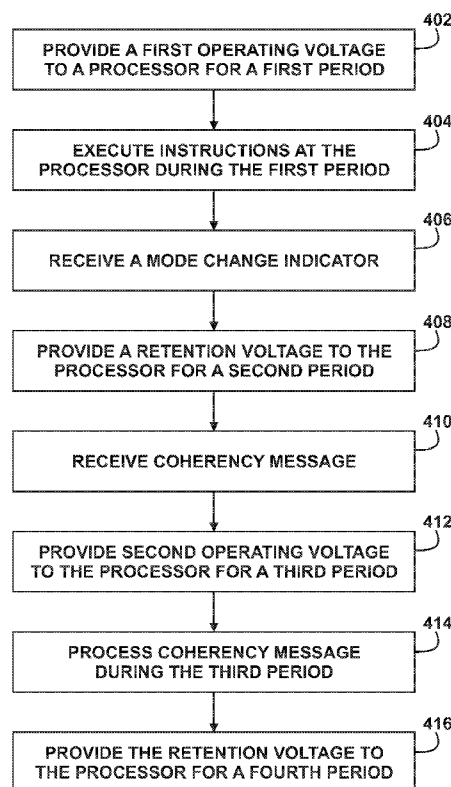 402
PROVIDE A FIRST OPERATING VOLTAGE
TO A PROCESSOR FOR A FIRST PERIOD
404
EXECUTE INSTRUCTIONS AT THE
PROCESSOR DURING THE FIRST PERIOD
406
RECEIVE A MODE CHANGE INDICATOR
408
PROVIDE A RETENTION VOLTAGE TO THE
PROCESSOR FOR A SECOND PERIOD
410
RECEIVE COHERENCY MESSAGE
412
PROVIDE SECOND OPERATING VOLTAGE
TO THE PROCESSOR FOR A THIRD PERIOD
414
PROCESS COHERENCY MESSAGE
DURING THE THIRD PERIOD
416
PROVIDE THE RETENTION VOLTAGE TO
THE PROCESSOR FOR A FOURTH PERIOD